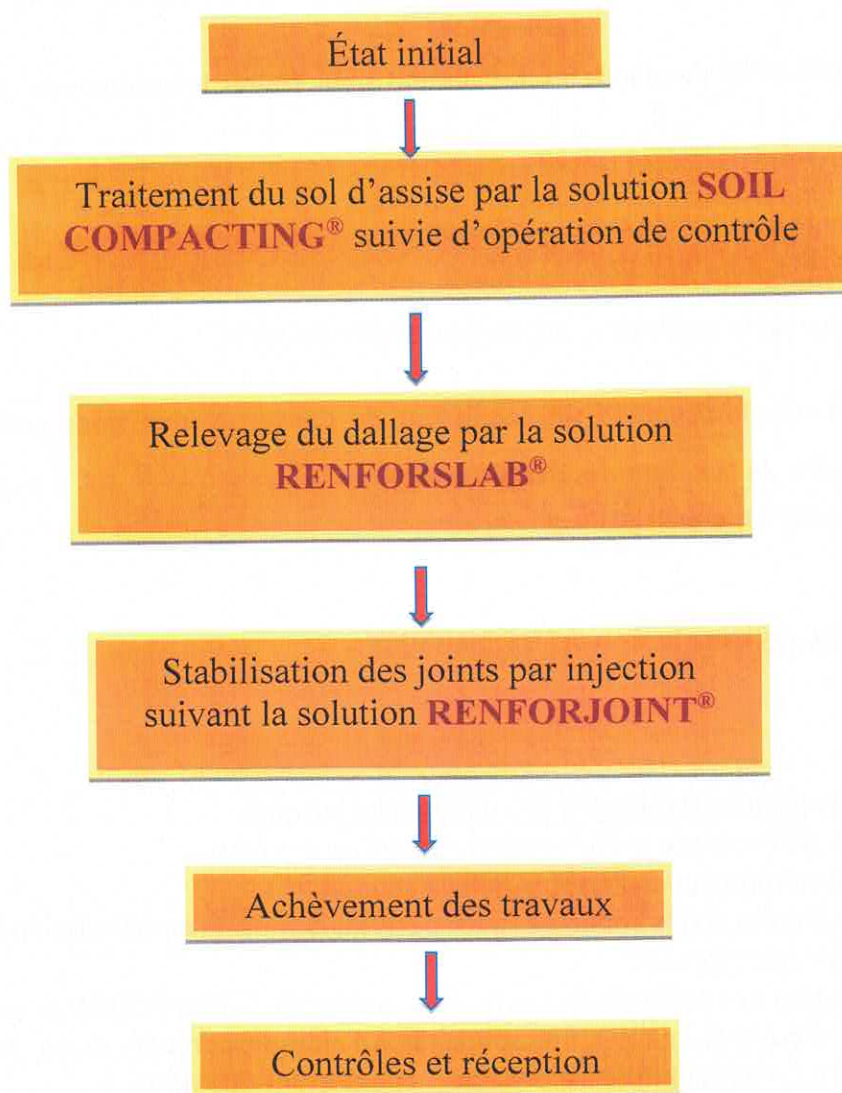 État initial
Traitement du sol d'assise par la solution SOIL
COMPACTING® suivie d'opération de contrôle
Relevage du dallage par la solution
RENFORSLAB®
Stabilisation des joints par injection
suivant la solution RENFORJOINT®
Achèvement des travaux
Contrôles et réception